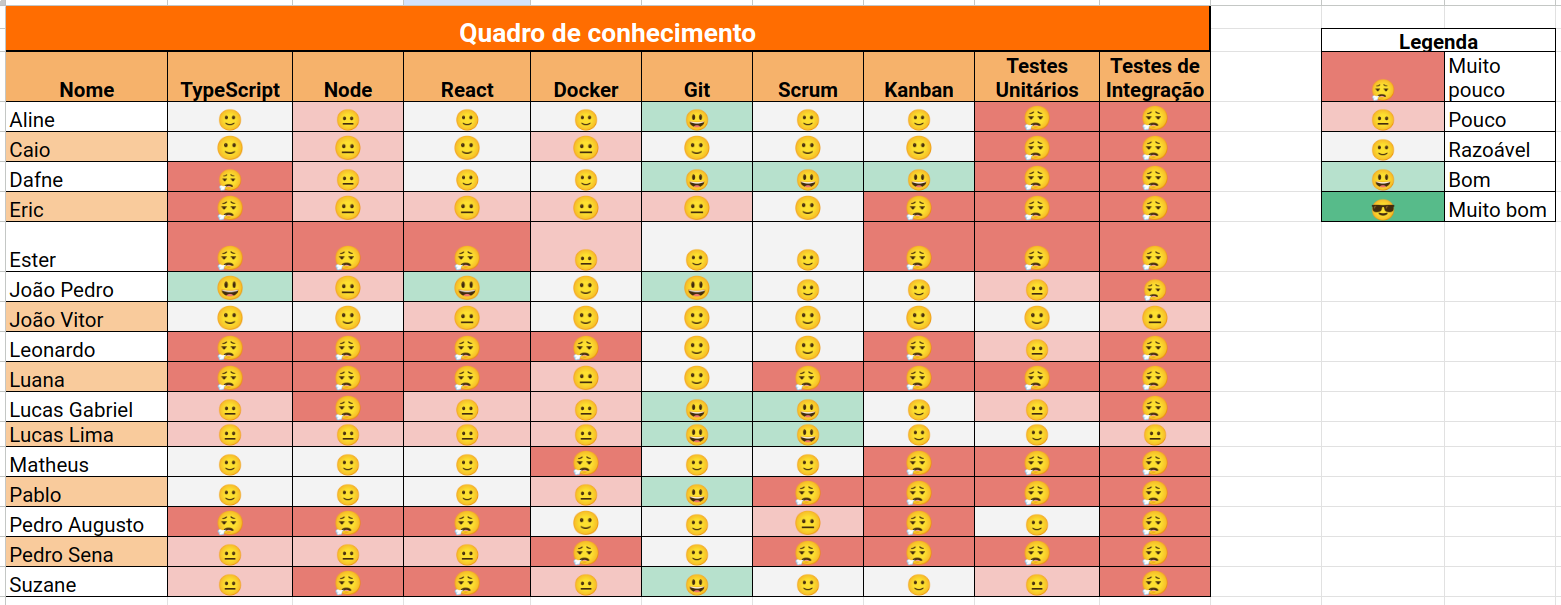 Quadro de conhecimento
Legenda
Nome TypeScript Node React Docker Git Scrum Kanban Testes Unitários Testes de Integração
Muito pouco
Aline
Pouco
Caio
Razoável
Dafne
Bom
Eric
Muito bom
Ester
João Pedro
João Vitor
Leonardo
Luana
Lucas Gabriel
Lucas Lima
Matheus
Pablo
Pedro Augusto
Pedro Sena
Suzane